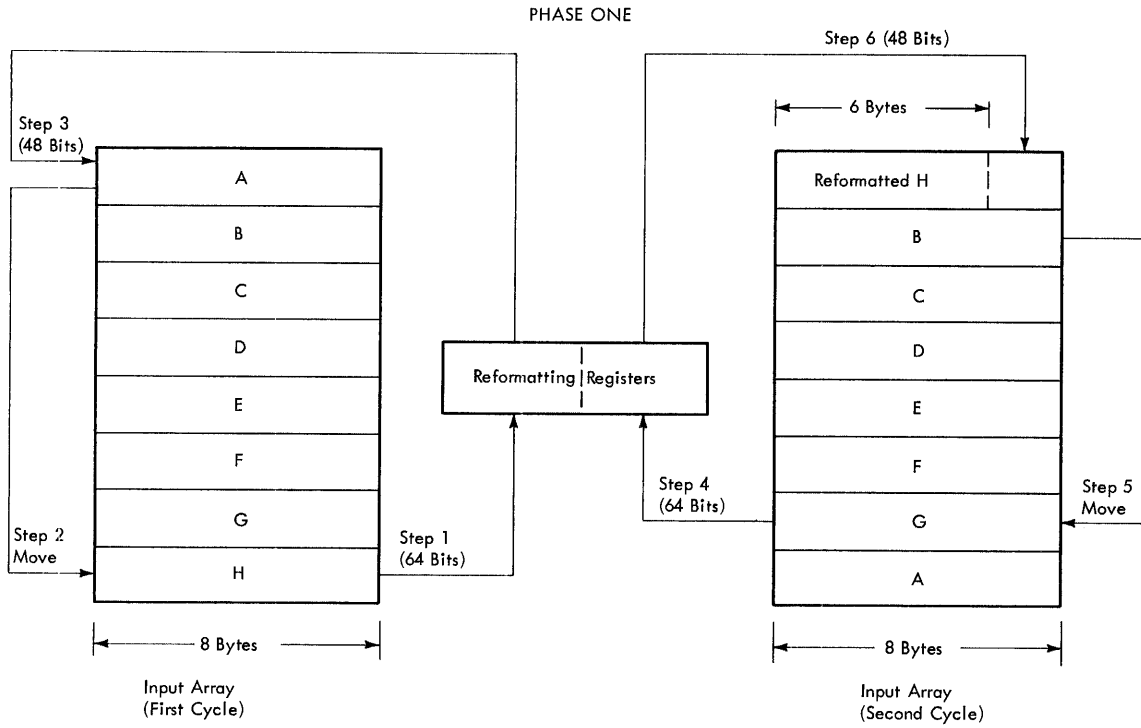 PHASE ONE
Step 6 (48 Bits)
6 Bytes
Step 3
(48 Bits)
A
B
C
D
E
F
G
H
Step 2
Move
Step 1
(64 Bits)
8 Bytes
Input Array
(First Cycle)
Reformatting Registers
Step 4
(64 Bits)
Reformatted H
B
C
D
E
F
G
A
Step 5
Move
8 Bytes
Input Array
(Second Cycle)